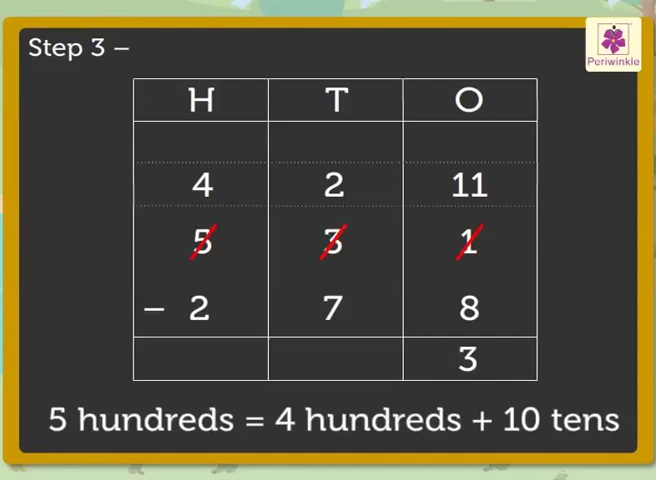 Step 3 –
Periwinkle
H T O
4 2 11
5 3 1
– 2 7 8
3
5 hundreds = 4 hundreds + 10 tens